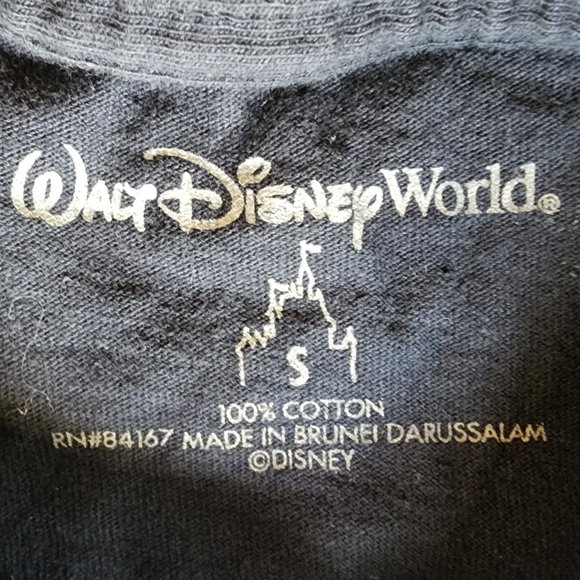 WALT DISNEY World®
S
100% COTTON
RN#84167 MADE IN BRUNEI DARUSSALAM
©DISNEY